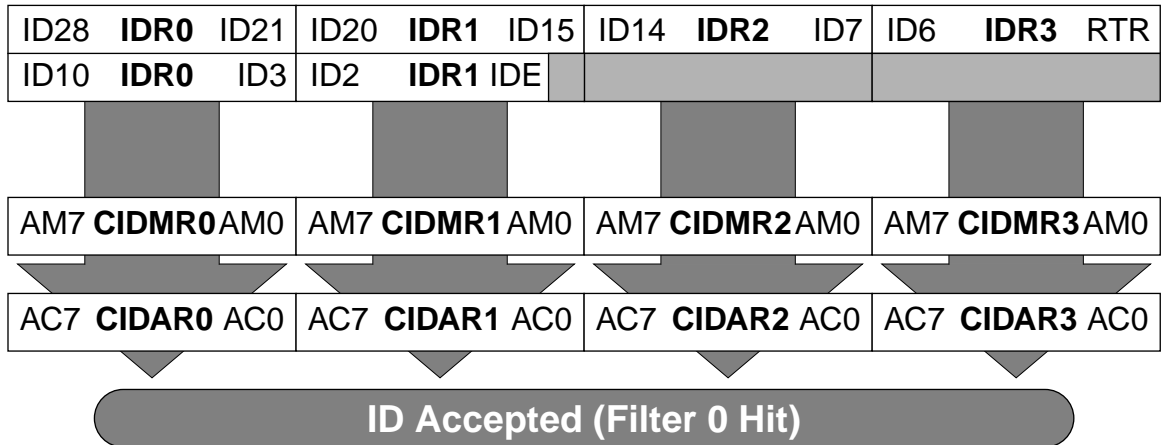 ID28 IDR0 ID21 ID20 IDR1 ID15 ID14 IDR2 ID7 ID6 IDR3 RTR
ID10 IDR0 ID3 ID2 IDR1 IDE
AM7 CIDMR0 AM0 AM7 CIDMR1 AM0 AM7 CIDMR2 AM0 AM7 CIDMR3 AM0
AC7 CIDAR0 AC0 AC7 CIDAR1 AC0 AC7 CIDAR2 AC0 AC7 CIDAR3 AC0
ID Accepted (Filter 0 Hit)